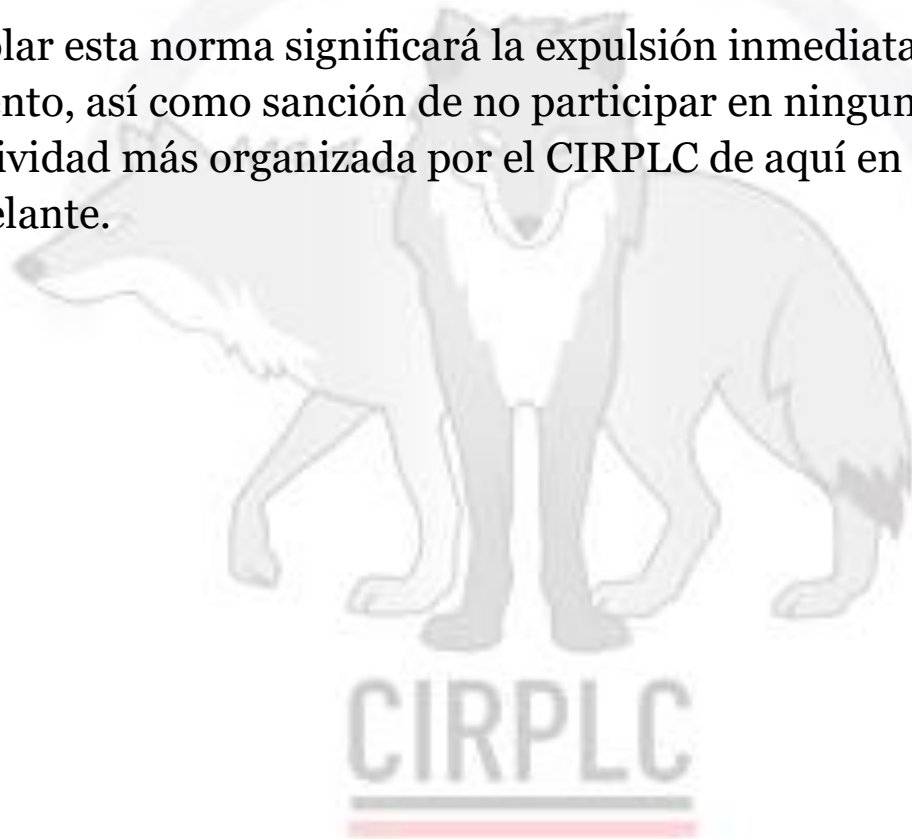 lar esta norma significará la expulsión inmediata
nto, así como sanción de no participar en ningun
ividad más organizada por el CIRPLC de aquí en
elante.
CIRPLC